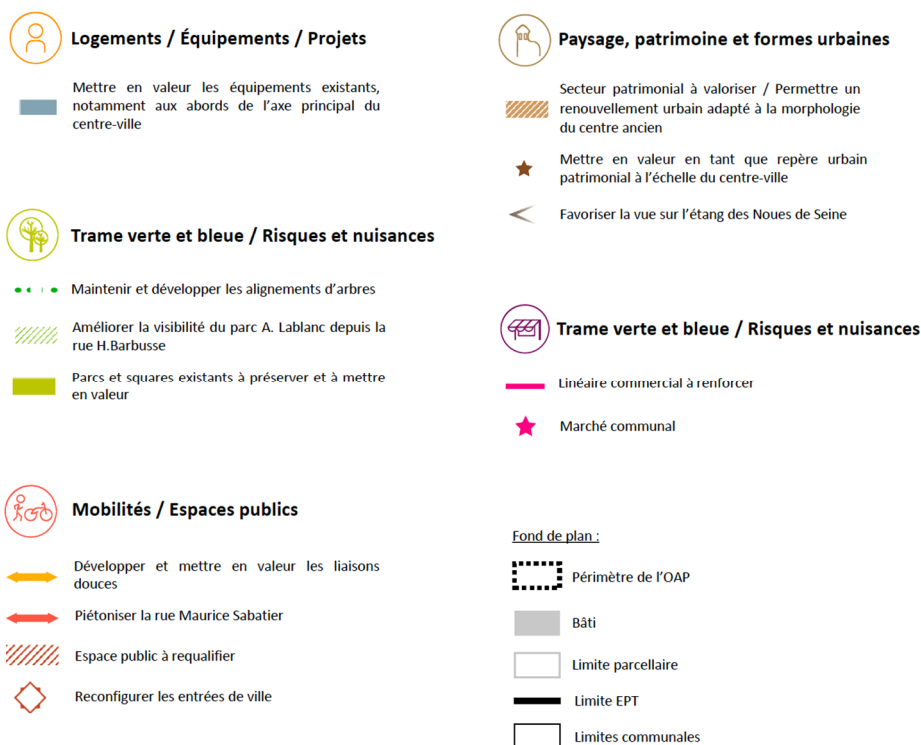 Logements / Équipements / Projets
Mettre en valeur les équipements existants,
notamment aux abords de l'axe principal du
centre-ville
Trame verte et bleue / Risques et nuisances
Maintenir et développer les alignements d'arbres
Améliorer la visibilité du parc A. Lablanc depuis la
rue H.Barbusse
Parcs et squares existants à préserver et à mettre
en valeur
Mobilités / Espaces publics
Développer et mettre en valeur les liaisons
douces
Piétoniser la rue Maurice Sabatier
Espace public à requalifier
Reconfigurer les entrées de ville
Paysage, patrimoine et formes urbaines
Secteur patrimonial à valoriser / Permettre un
renouvellement urbain adapté à la morphologie
du centre ancien
Mettre en valeur en tant que repère urbain
patrimonial à l'échelle du centre-ville
Favoriser la vue sur l'étang des Noues de Seine
Trame verte et bleue / Risques et nuisances
Linéaire commercial à renforcer
Marché communal
Fond de plan :
Périmètre de l'OAP
Bâti
Limite parcellaire
Limite EPT
Limites communales